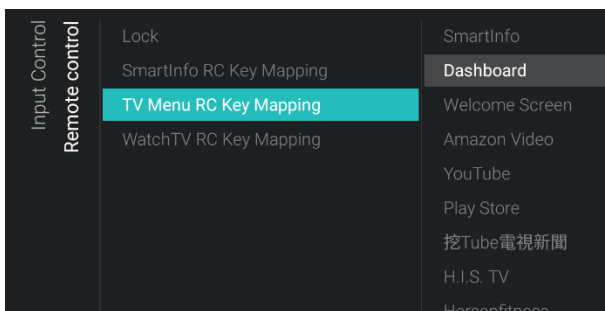 Input Control
Remote control
Lock
SmartInfo RC Key Mapping
TV Menu RC Key Mapping
WatchTV RC Key Mapping
SmartInfo
Dashboard
Welcome Screen
Amazon Video
YouTube
Play Store
挖Tube電視新聞
H.I.S. TV